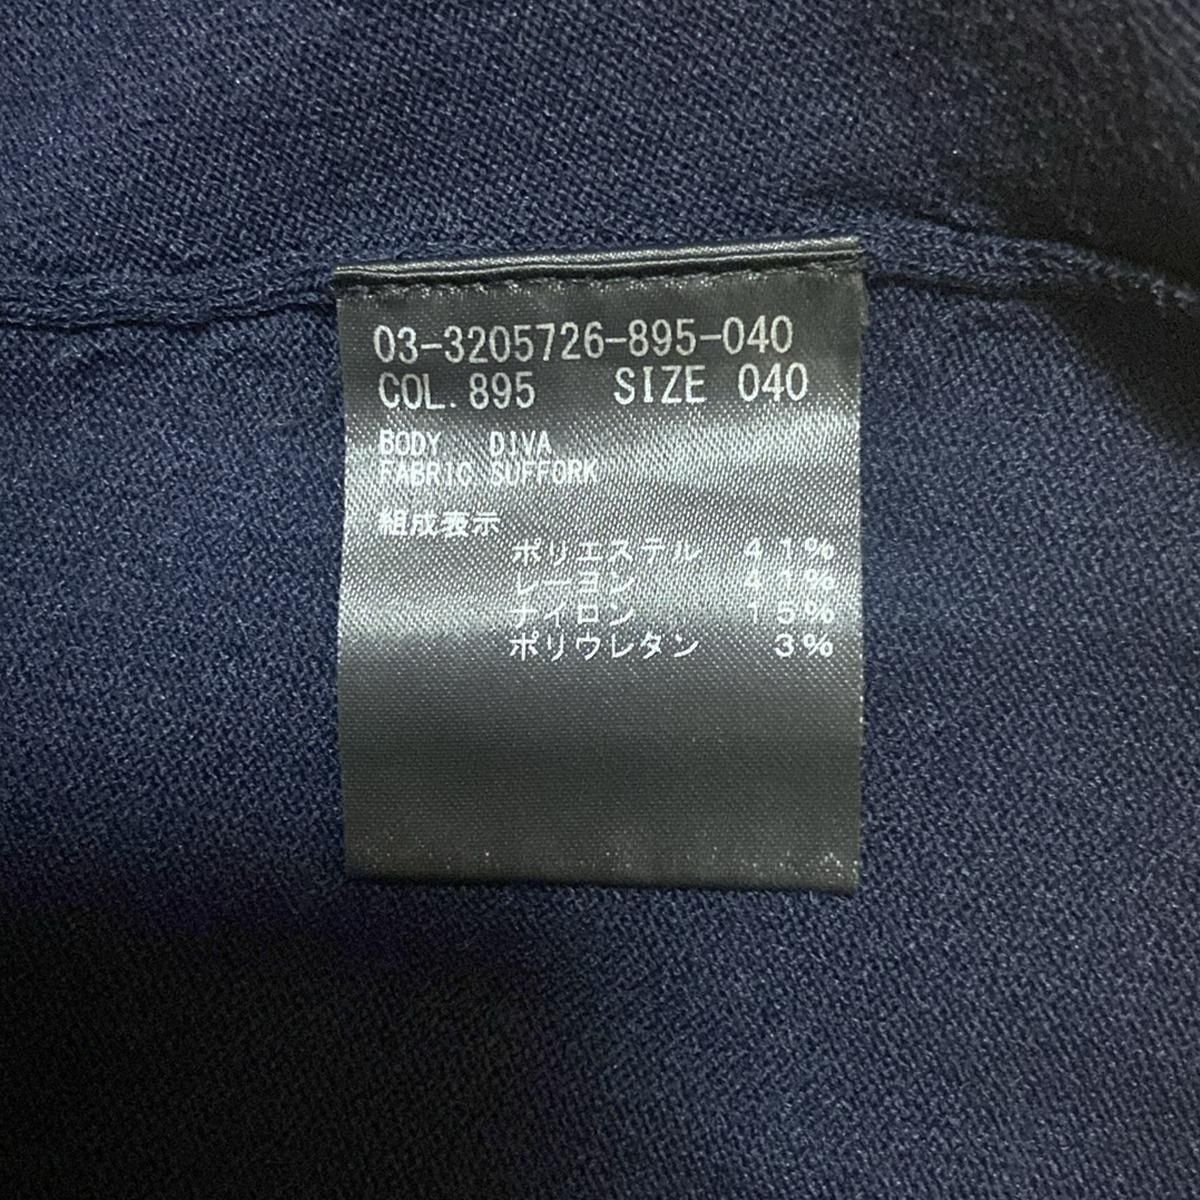 03-3205726-895-040
COL. 895 SIZE 040
BODY DIVA
FABRIC SUFFORK
組成表示
ポリエステル 41%
レーヨン 41%
ナイロン 15%
ポリウレタン 3%